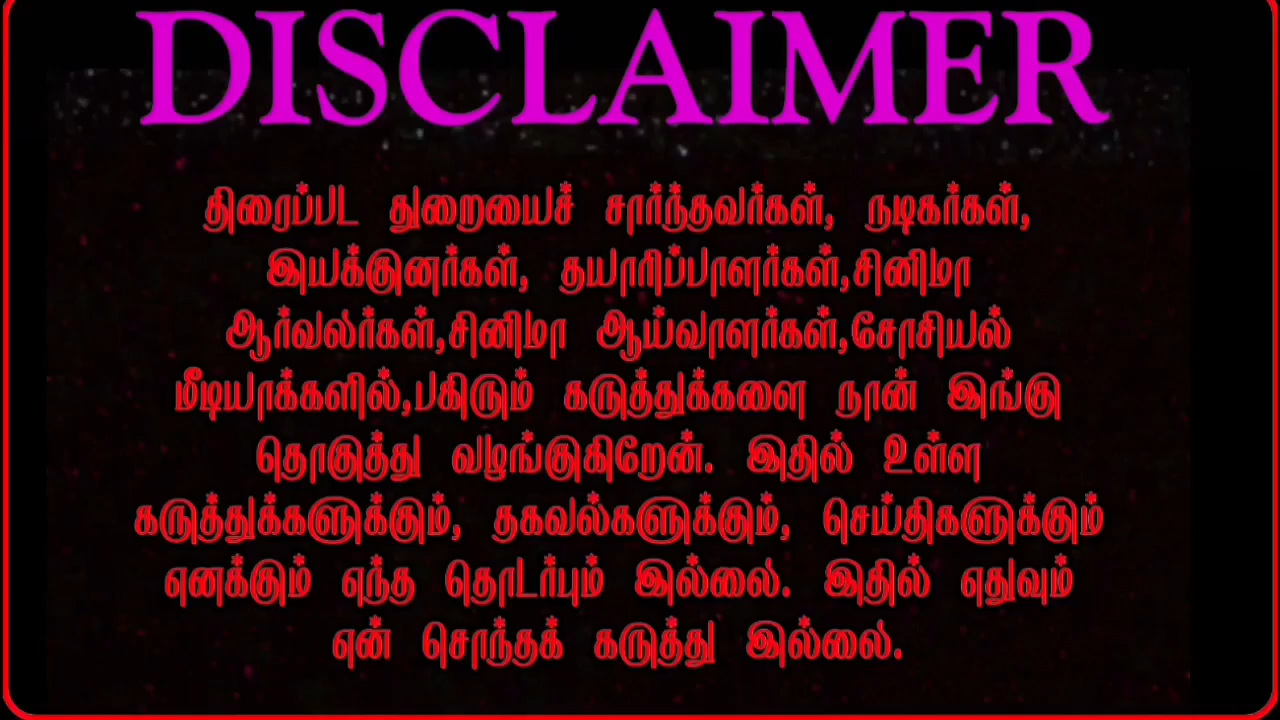 DISCLAIMER
திரைப்பட துறையைச் சார்ந்தவர்கள், நடிகர்கள்,
இயக்குனர்கள், தயாரிப்பாளர்கள்,சினிமா
ஆர்வலர்கள்,சினிமா ஆய்வாளர்கள்,சோசியல்
மீடியாக்களில்,பகிரும் கருத்துக்களை நான் இங்கு
தொகுத்து வழங்குகிறேன். இதில் உள்ள
கருத்துக்களுக்கும், தகவல்களுக்கும், செய்திகளுக்கும்
எனக்கும் எந்த தொடர்பும் இல்லை. இதில் எதுவும்
என் சொந்தக் கருத்து இல்லை.